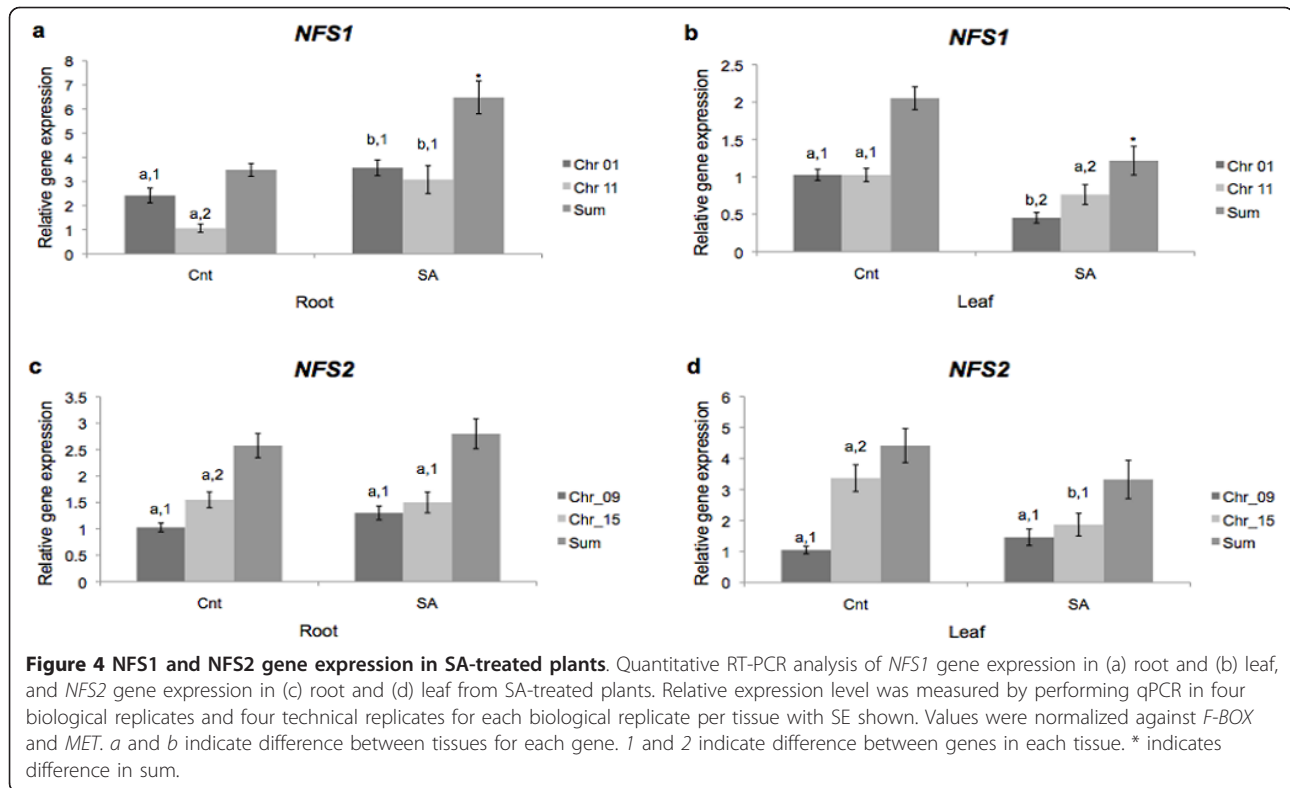 a
NFS1
Relative gene expression
8
7
6
5
4
3
2
1
0
a,1
a,2
b,1
b,1
*
Cnt
SA
Root
Chr 01
Chr 11
Sum
b
NFS1
Relative gene expression
2.5
2
1.5
1
0.5
0
a,1
a,1
b,2
a,2
*
Cnt
SA
Leaf
Chr 01
Chr 11
Sum
c
NFS2
Relative gene expression
3.5
3
2.5
2
1.5
1
0.5
0
a,1
a,2
a,1
a,1
Cnt
SA
Root
Chr_09
Chr_15
Sum
d
NFS2
Relative gene expression
6
5
4
3
2
1
0
a,1
a,2
a,1
b,1
Cnt
SA
Leaf
Chr_09
Chr_15
Sum
Figure 4 NFS1 and NFS2 gene expression in SA-treated plants. Quantitative RT-PCR analysis of NFS1 gene expression in (a) root and (b) leaf,
and NFS2 gene expression in (c) root and (d) leaf from SA-treated plants. Relative expression level was measured by performing qPCR in four
biological replicates and four technical replicates for each biological replicate per tissue with SE shown. Values were normalized against F-BOX
and MET. a and b indicate difference between tissues for each gene. 1 and 2 indicate difference between genes in each tissue. * indicates
difference in sum.